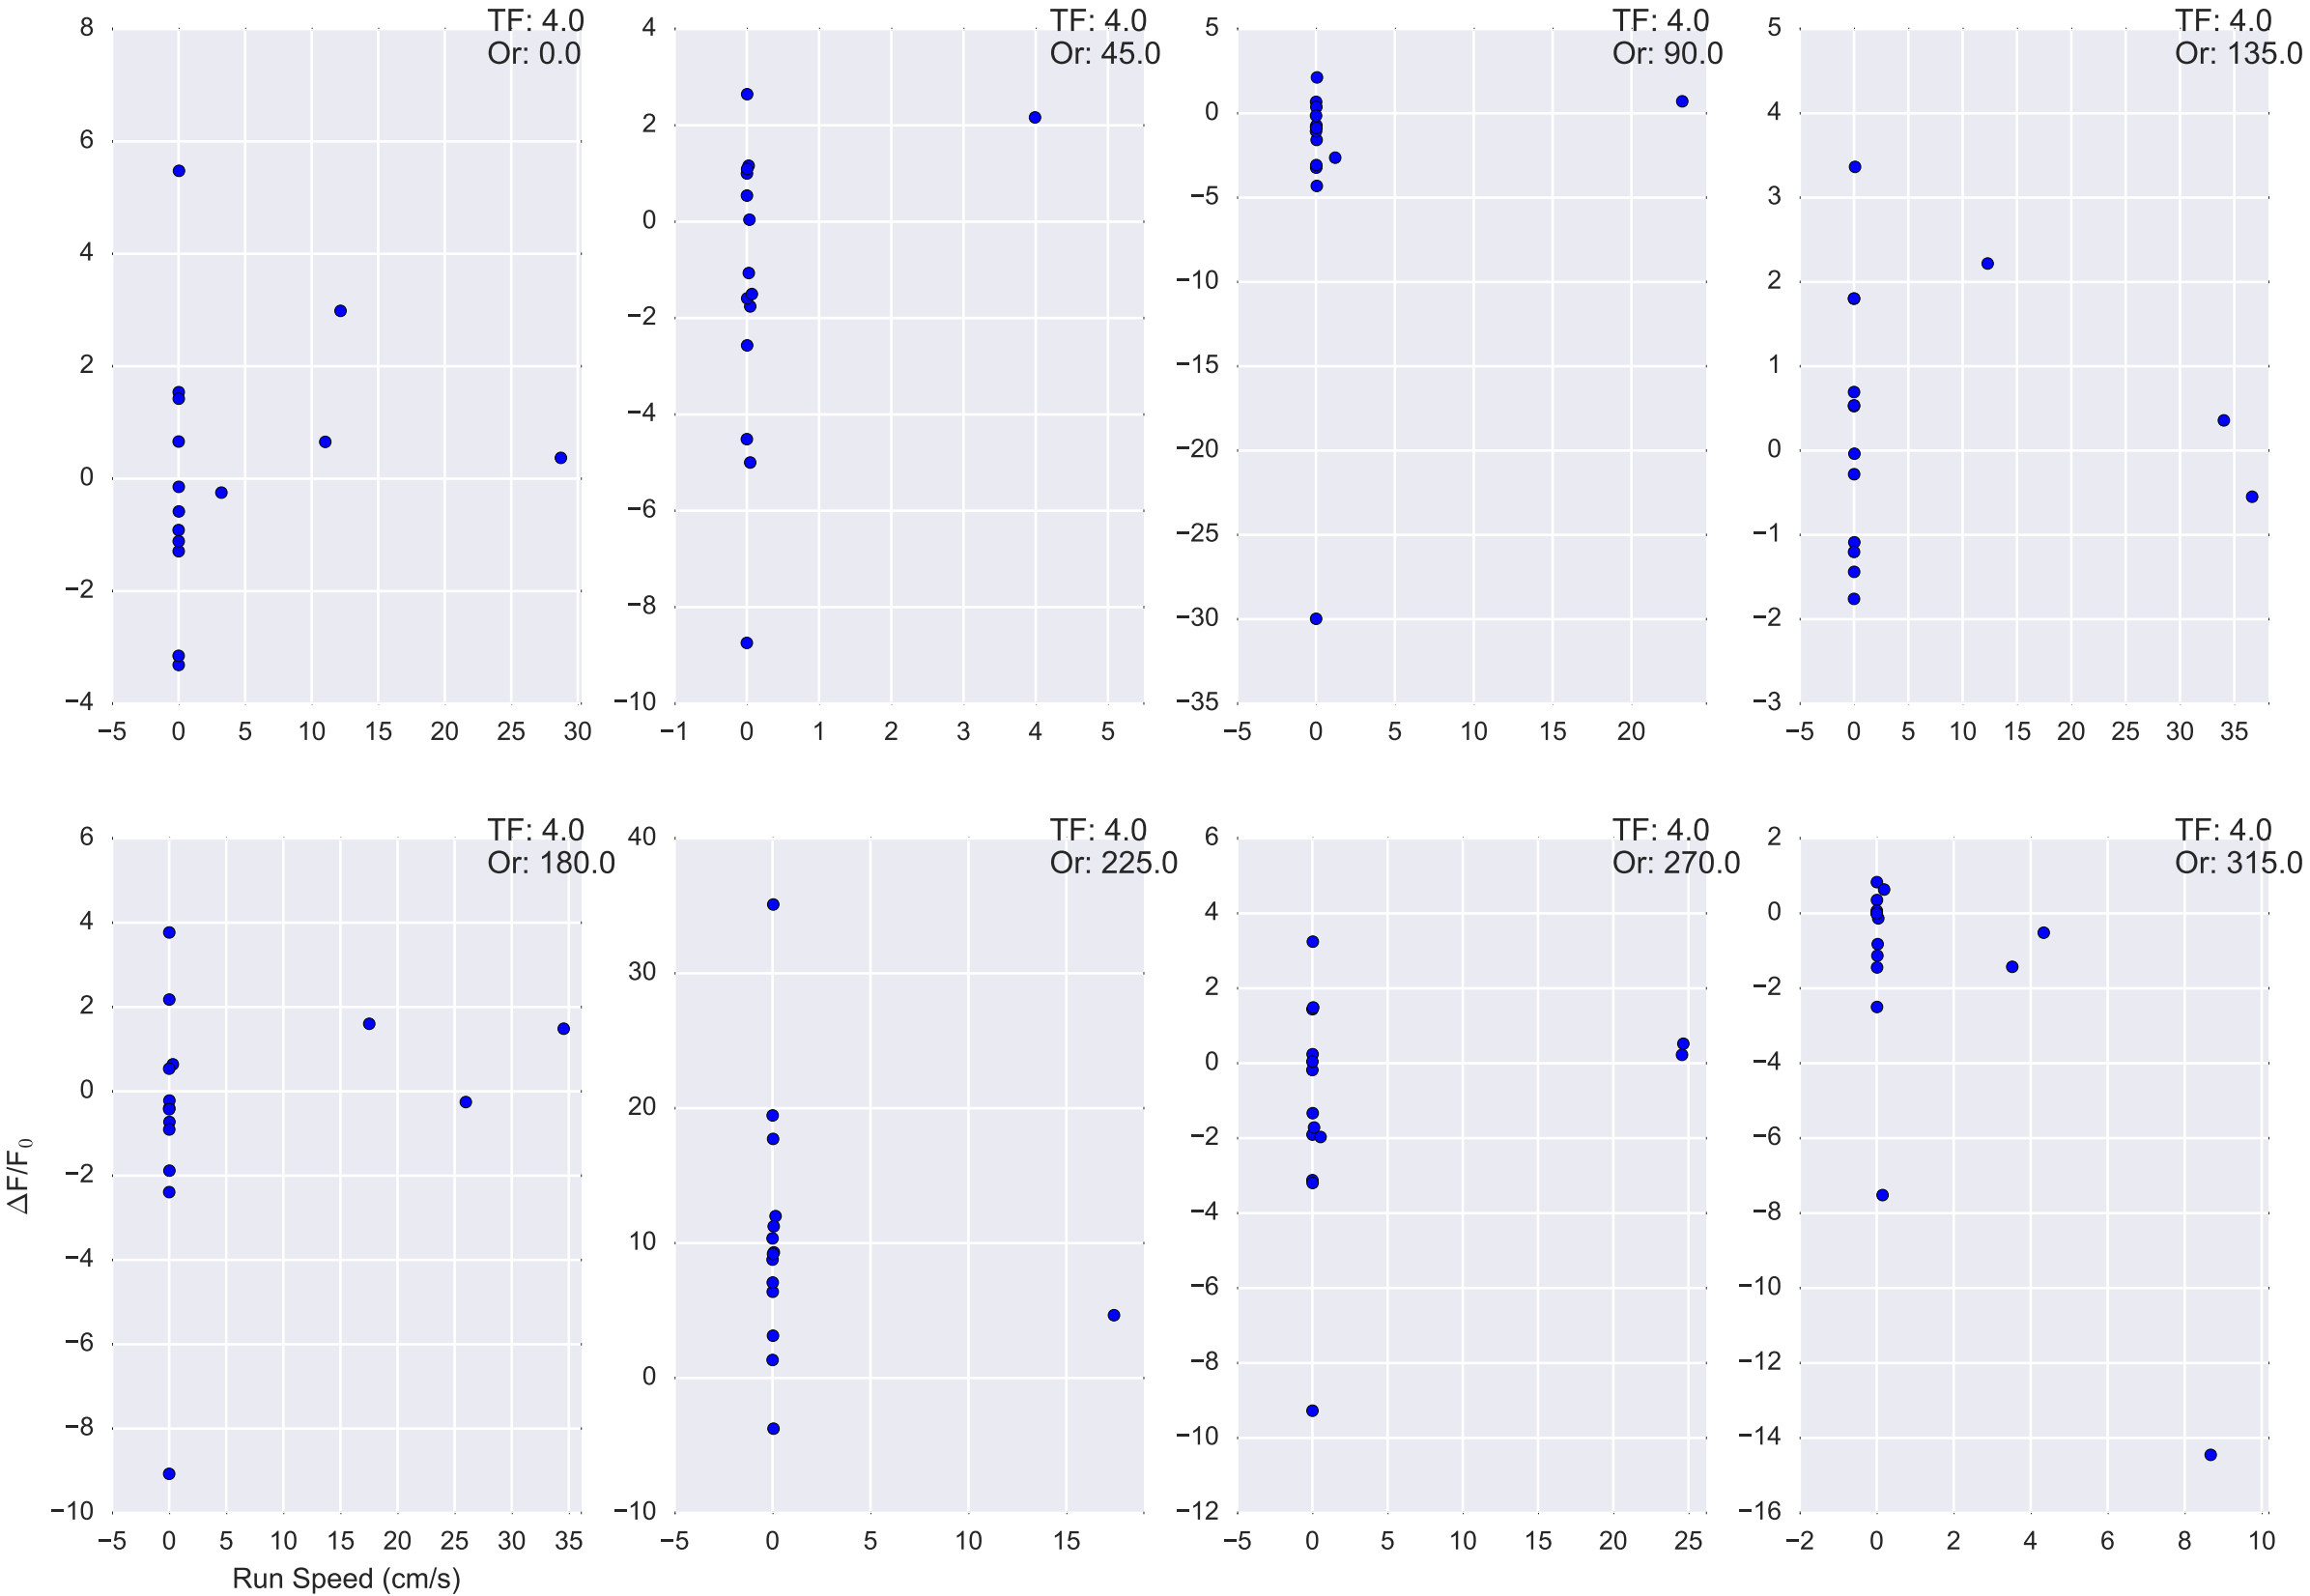 TF: 4.0
Or: 0.0
8
6
4
2
0
−2
−4
−5 0 5 10 15 20 25 30
TF: 4.0
Or: 45.0
4
2
0
−2
−4
−6
−8
−10
−1 0 1 2 3 4 5
TF: 4.0
Or: 90.0
5
0
−5
−10
−15
−20
−25
−30
−35
−5 0 5 10 15 20
TF: 4.0
Or: 135.0
5
4
3
2
1
0
−1
−2
−3
−5 0 5 10 15 20 25 30 35
TF: 4.0
Or: 180.0
6
4
2
0
−2
−4
−6
−8
−10
−5 0 5 10 15 20 25 30 35
Run Speed (cm/s)
ΔF/F₀
TF: 4.0
Or: 225.0
40
30
20
10
0
−10
−5 0 5 10 15
TF: 4.0
Or: 270.0
6
4
2
0
−2
−4
−6
−8
−10
−12
−5 0 5 10 15 20 25
TF: 4.0
Or: 315.0
2
0
−2
−4
−6
−8
−10
−12
−14
−16
−2 0 2 4 6 8 10